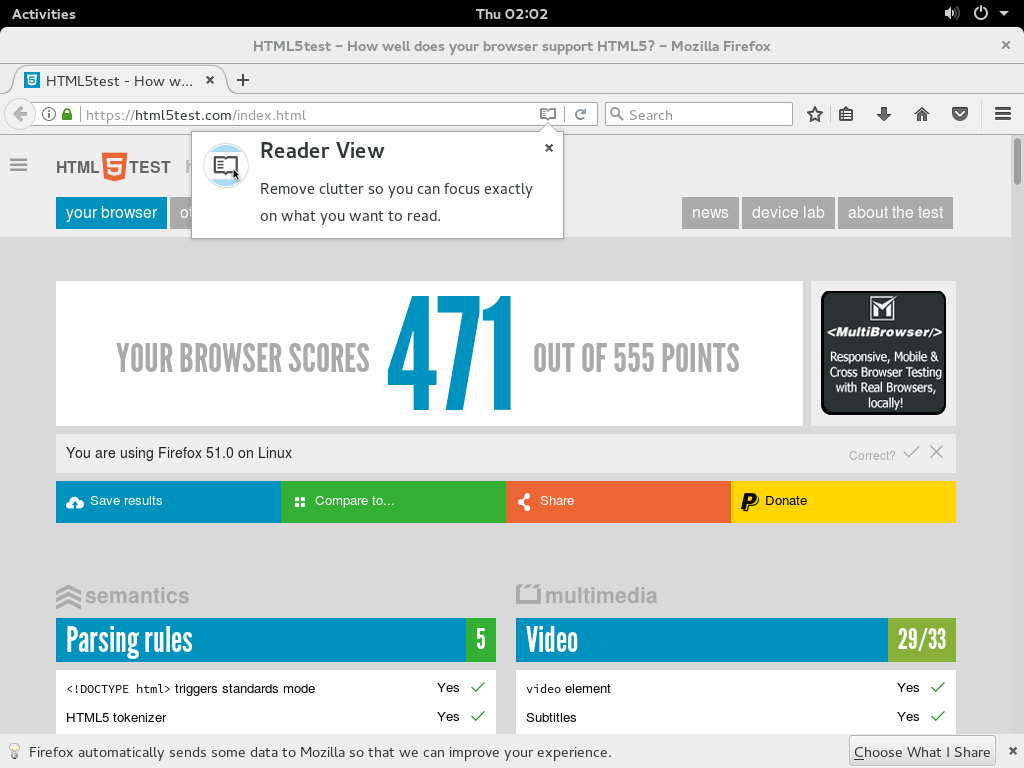 Activities
Thu 02:02
HTML5test – How well does your browser support HTML5? – Mozilla Firefox
HTML5test - How w...
https://html5test.com/index.html
Search
HTML 5 TEST
Reader View
Remove clutter so you can focus exactly
on what you want to read.
your browser
news
device lab
about the test
YOUR BROWSER SCORES 471 OUT OF 555 POINTS
<MultiBrowser/>
Responsive, Mobile &
Cross Browser Testing
with Real Browsers,
locally!
You are using Firefox 51.0 on Linux
Correct?
Save results
Compare to...
Share
Donate
semantics
Parsing rules 5
<!DOCTYPE html> triggers standards mode Yes
HTML5 tokenizer Yes
multimedia
Video 29/33
video element Yes
Subtitles Yes
Firefox automatically sends some data to Mozilla so that we can improve your experience.
Choose What I Share